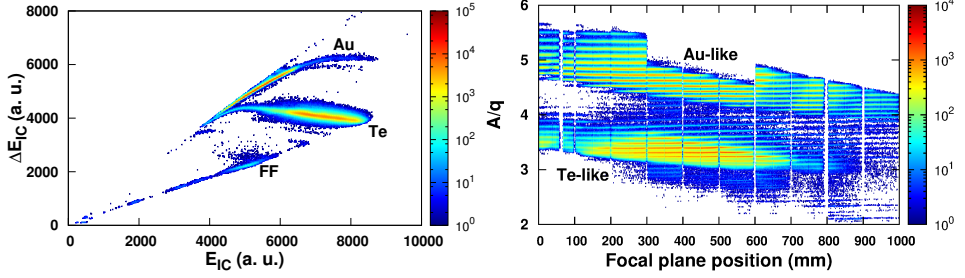 8000
6000
4000
2000
0
ΔE_IC (a. u.)
0 2000 4000 6000 8000 10000
E_IC (a. u.)
Au
Te
FF
10^5
10^4
10^3
10^2
10^1
10^0
6
5
4
3
2
A/q
0 100 200 300 400 500 600 700 800 900 1000
Focal plane position (mm)
Au-like
Te-like
10^4
10^3
10^2
10^1
10^0